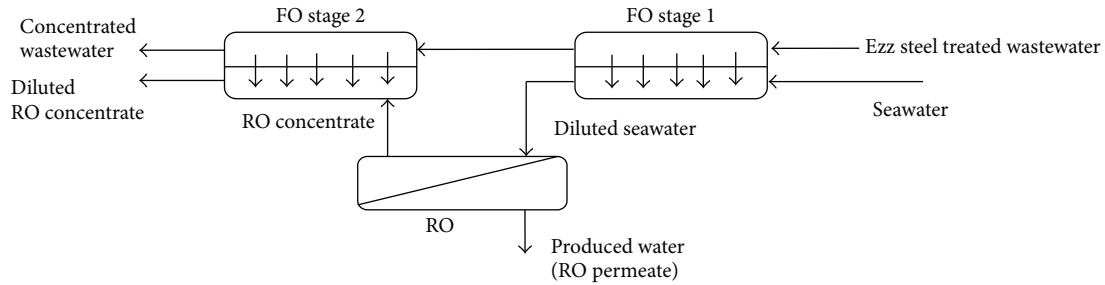 FO stage 2
FO stage 1
Concentrated
wastewater
Ezz steel treated wastewater
Diluted
RO concentrate
RO concentrate
Diluted seawater
Seawater
RO
Produced water
(RO permeate)